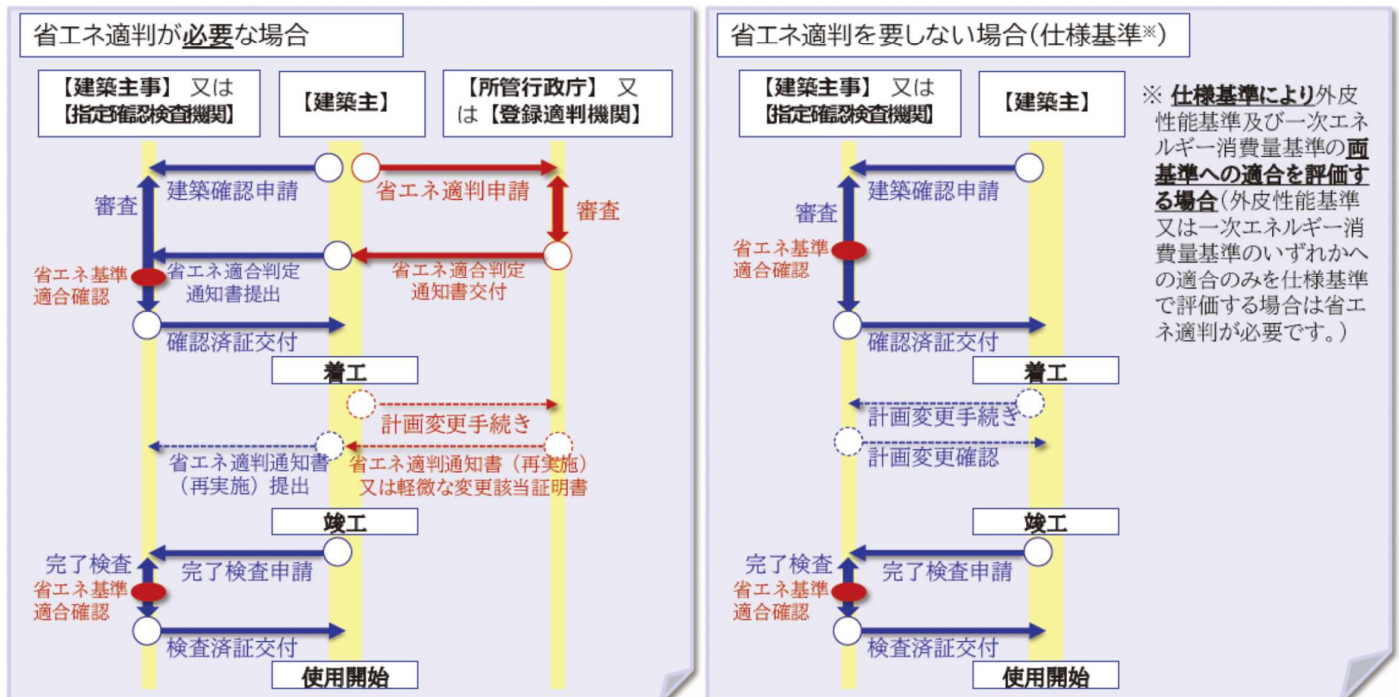 省エネ適判が必要な場合
【建築主事】 又は
【指定確認検査機関】
【建築主】
【所管行政庁】 又
は【登録適判機関】
建築確認申請
省エネ適判申請
審査
審査
省エネ基準
適合確認
省エネ適合判定
通知書提出
省エネ適合判定
通知書交付
確認済証交付
着工
計画変更手続き
省エネ適判通知書
（再実施）提出
省エネ適判通知書（再実施）
又は軽微な変更該当証明書
竣工
完了検査
完了検査申請
省エネ基準
適合確認
検査済証交付
使用開始
省エネ適判を要しない場合（仕様基準※）
【建築主事】 又は
【指定確認検査機関】
【建築主】
建築確認申請
審査
省エネ基準
適合確認
確認済証交付
着工
計画変更手続き
計画変更確認
竣工
完了検査
完了検査申請
省エネ基準
適合確認
検査済証交付
使用開始
※ 仕様基準により外皮
性能基準及び一次エネ
ルギー消費量基準の両
基準への適合を評価す
る場合（外皮性能基準
又は一次エネルギー消
費量基準のいずれかへ
の適合のみを仕様基準
で評価する場合は省エ
ネ適判が必要です。）